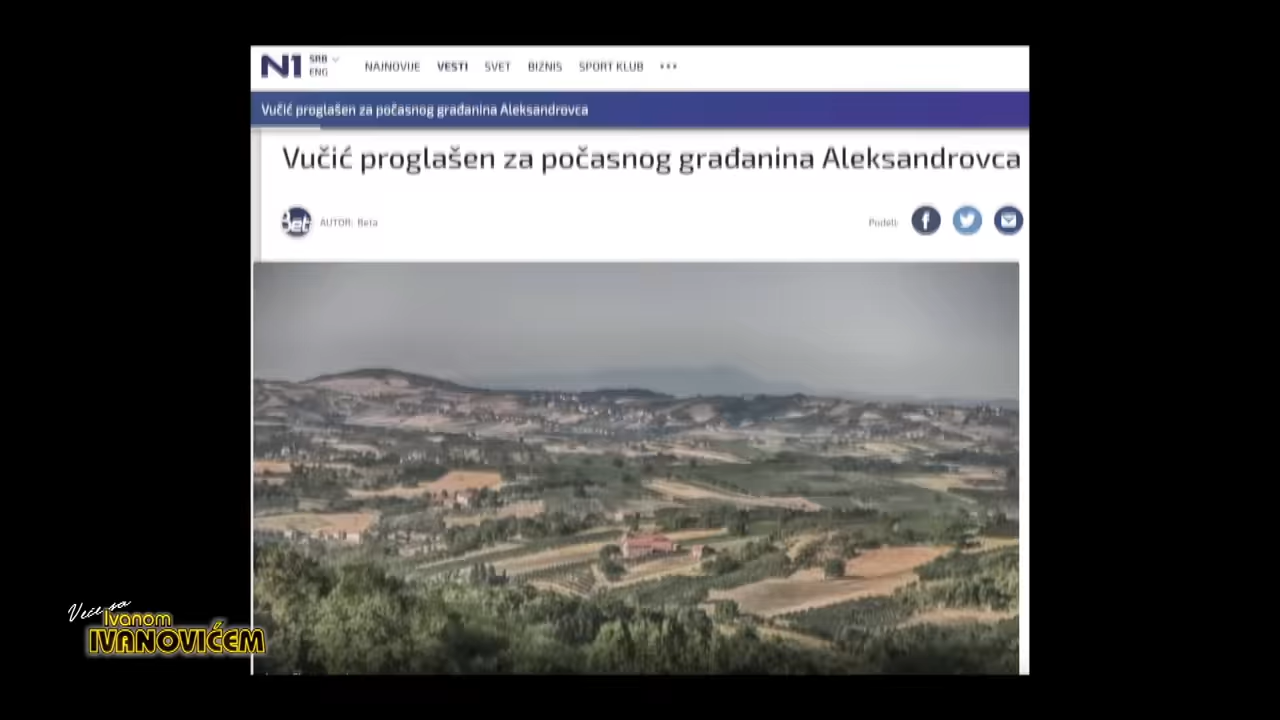 N1 SRB
ENG
NAJNOVIJE VESTI SVET BIZNIS SPORT KLUB •••
Vučić proglašen za počasnog građanina Aleksandrovca
Vučić proglašen za počasnog građanina Aleksandrovca
Bet
AUTOR: Beta
Podeli:
Veče sa
Ivanom
IVANOVIĆEM